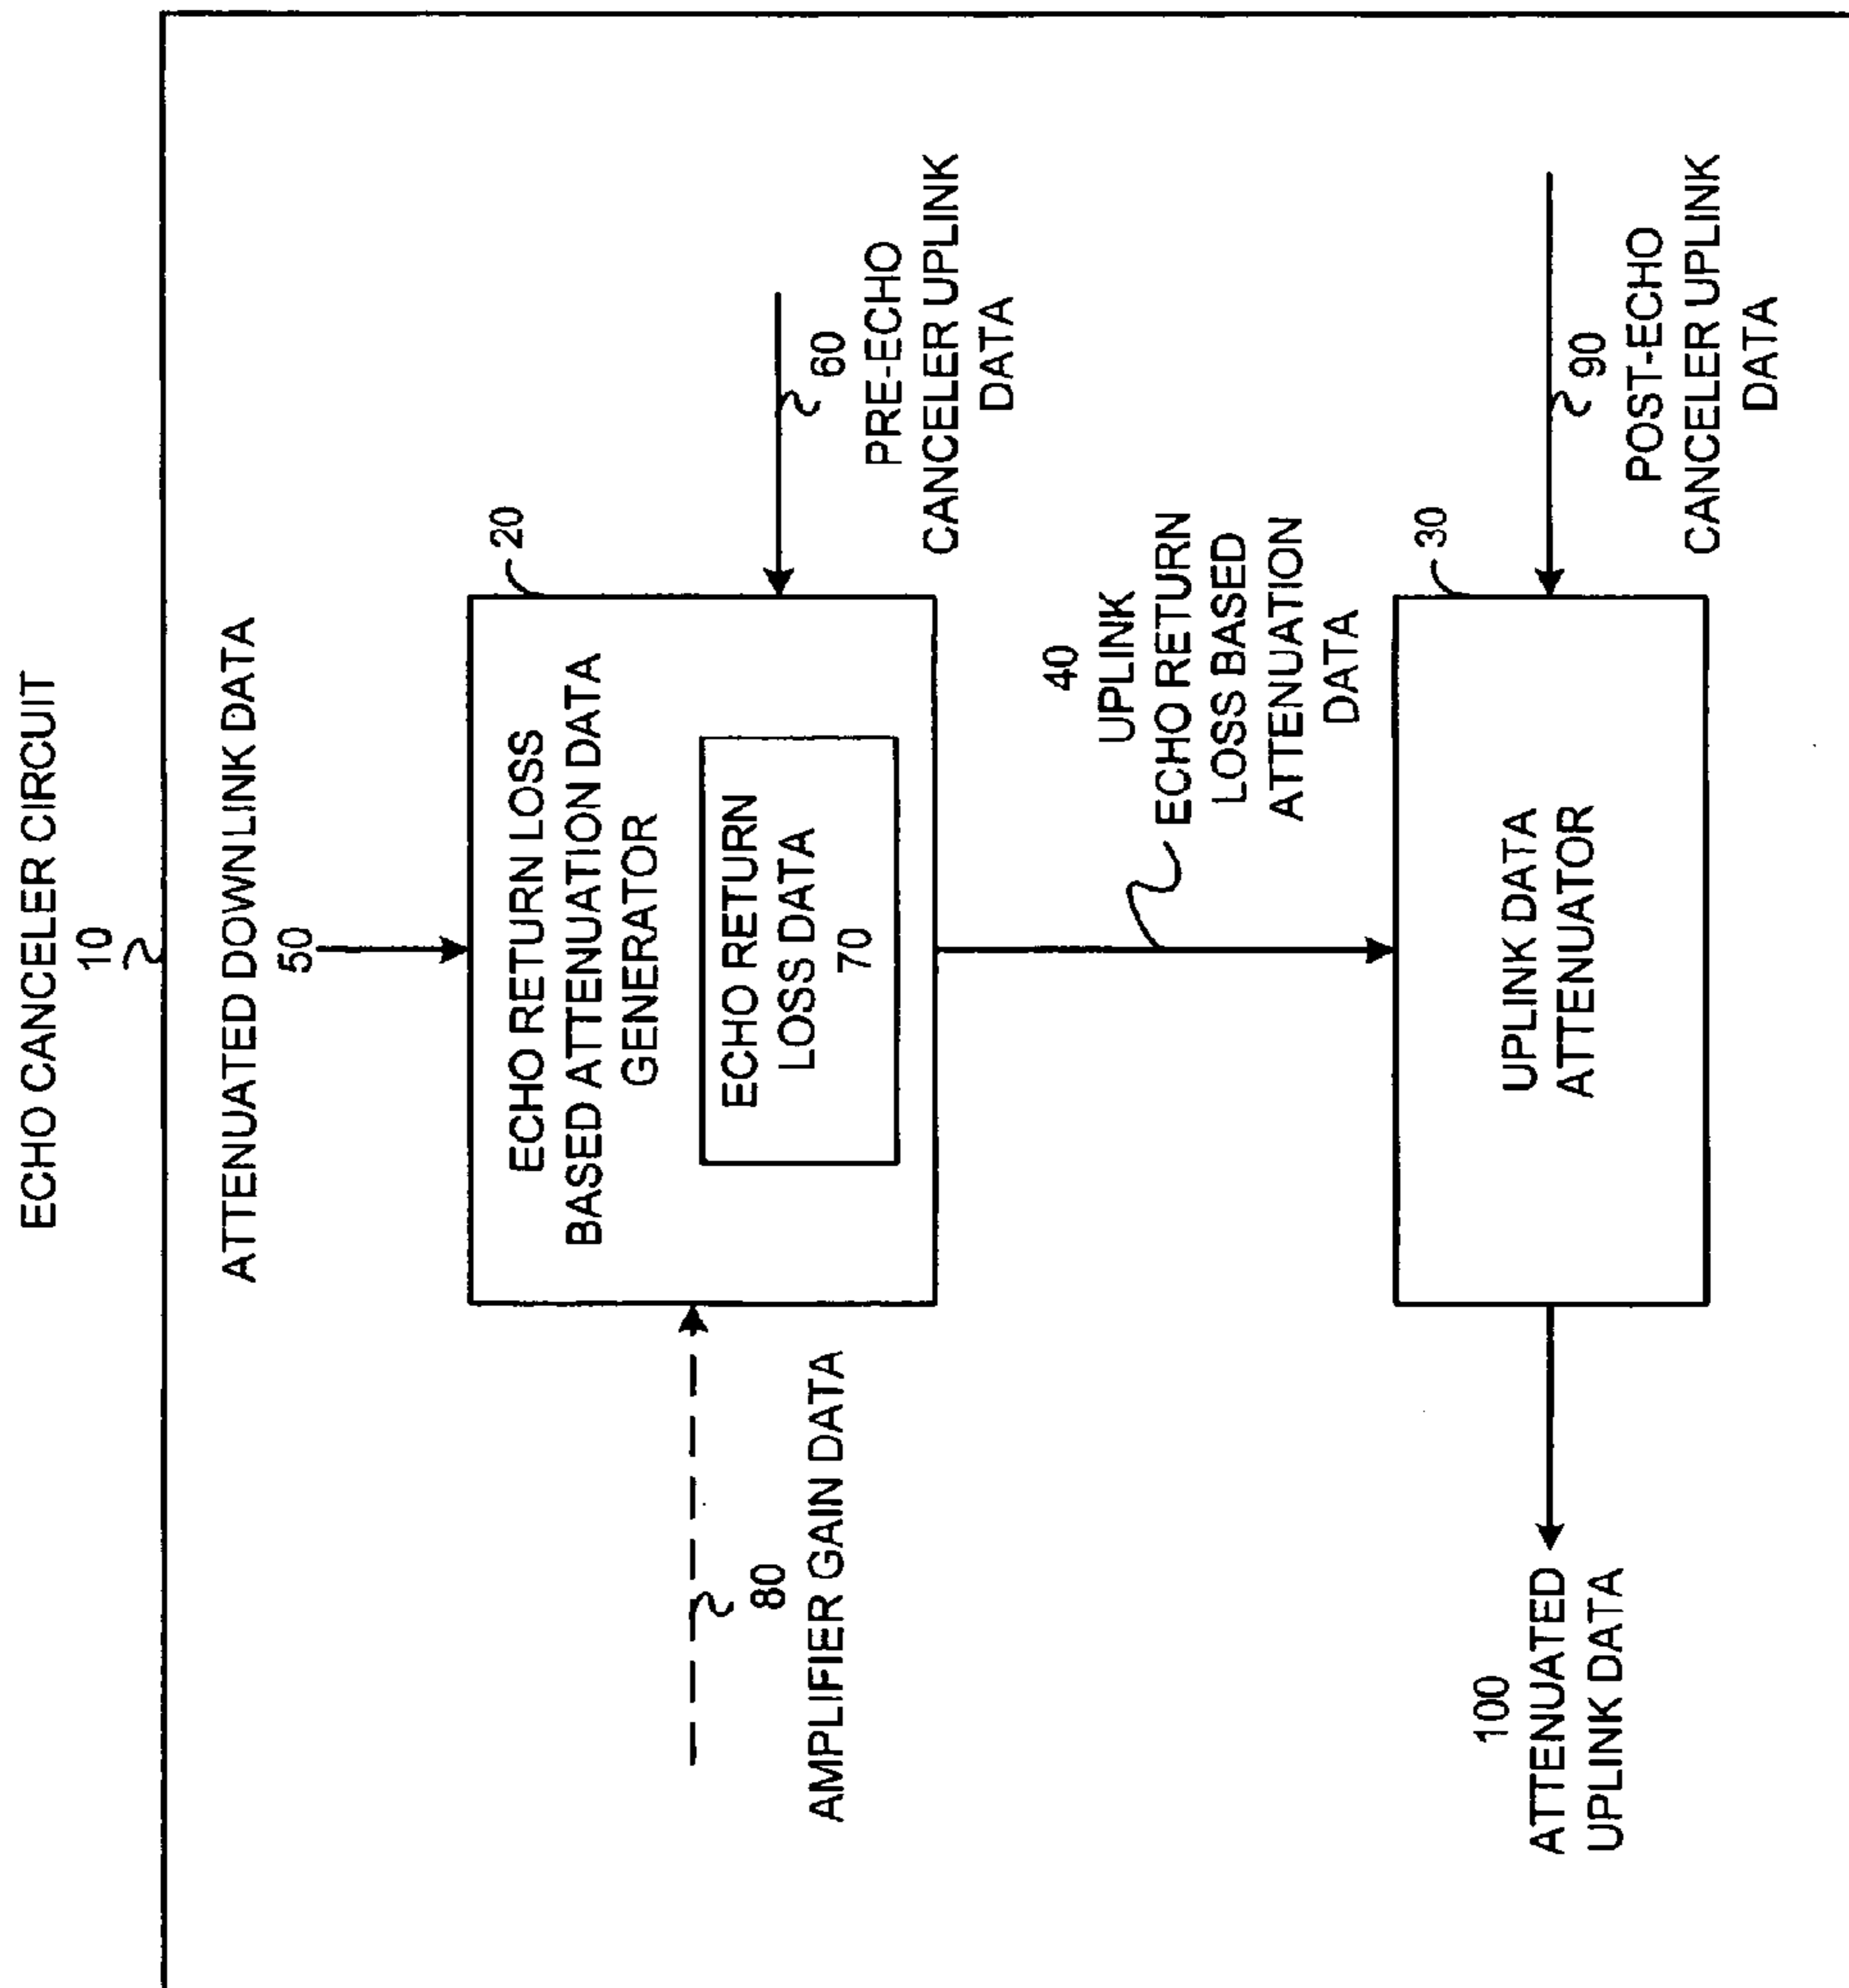 ECHO CANCELER CIRCUIT
10
ATTENUATED DOWNLINK DATA
50
20
ECHO RETURN LOSS
BASED ATTENUATION DATA
GENERATOR
ECHO RETURN
LOSS DATA
70
80
AMPLIFIER GAIN DATA
60
PRE-ECHO
CANCELER UPLINK
DATA
40
UPLINK
ECHO RETURN
LOSS BASED
ATTENUATION
DATA
30
UPLINK DATA
ATTENUATOR
100
ATTENUATED
UPLINK DATA
90
POST-ECHO
CANCELER UPLINK
DATA